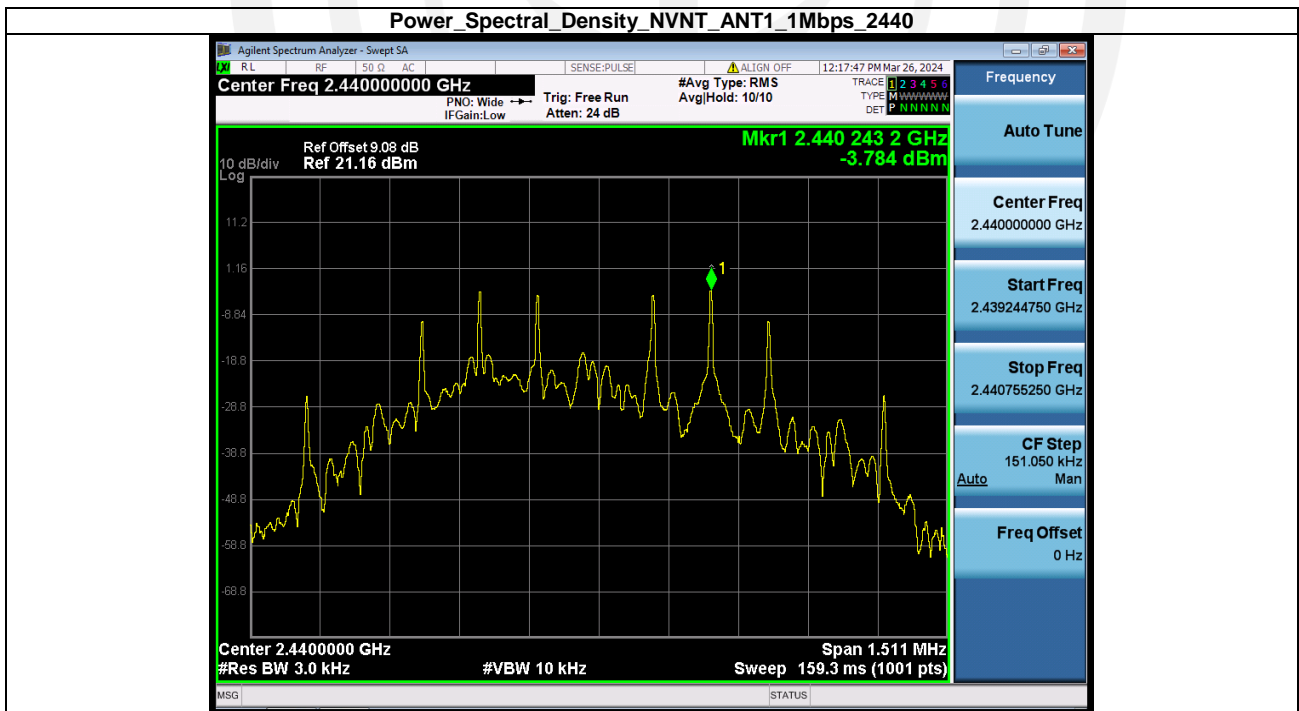 Power_Spectral_Density_NVNT_ANT1_1Mbps_2440
Agilent Spectrum Analyzer - Swept SA
LXI RL RF 50 Ω AC SENSE:PULSE ALIGN OFF 12:17:47 PM Mar 26, 2024
Center Freq 2.440000000 GHz
PNO: Wide
IFGain:Low
Trig: Free Run
Atten: 24 dB
#Avg Type: RMS
Avg|Hold: 10/10
TRACE 1 2 3 4 5 6
TYPE M WWWWW
DET P N N N N N
Mkr1 2.440 243 2 GHz
-3.784 dBm
Ref Offset 9.08 dB
10 dB/div Ref 21.16 dBm
Log
11.2
1.16
-8.84
-18.8
-28.8
-38.8
-48.8
-58.8
-68.8
1
Center 2.4400000 GHz Span 1.511 MHz
#Res BW 3.0 kHz #VBW 10 kHz Sweep 159.3 ms (1001 pts)
MSG STATUS
Frequency
Auto Tune
Center Freq
2.440000000 GHz
Start Freq
2.439244750 GHz
Stop Freq
2.440755250 GHz
CF Step
151.050 kHz
Auto Man
Freq Offset
0 Hz